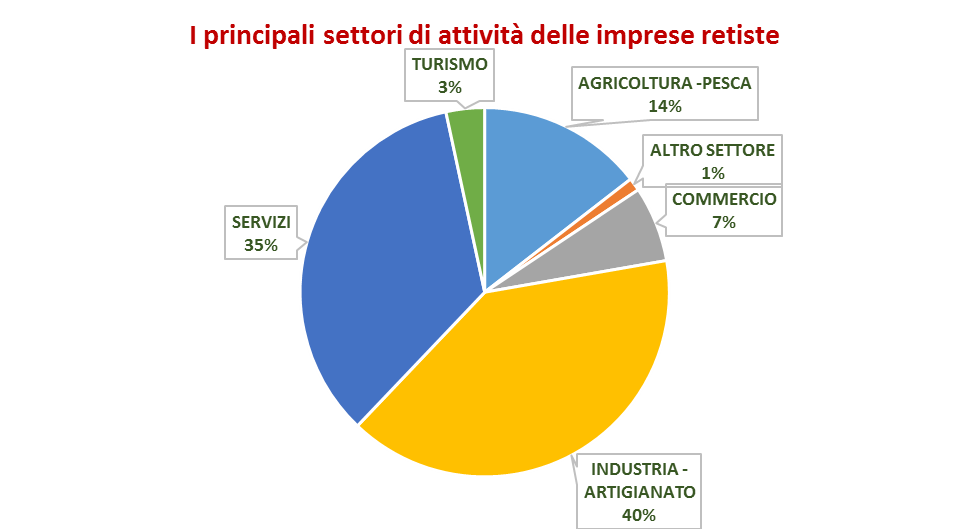 I principali settori di attività delle imprese retiste
TURISMO
3%
AGRICOLTURA -PESCA
14%
ALTRO SETTORE
1%
COMMERCIO
7%
SERVIZI
35%
INDUSTRIA -
ARTIGIANATO
40%